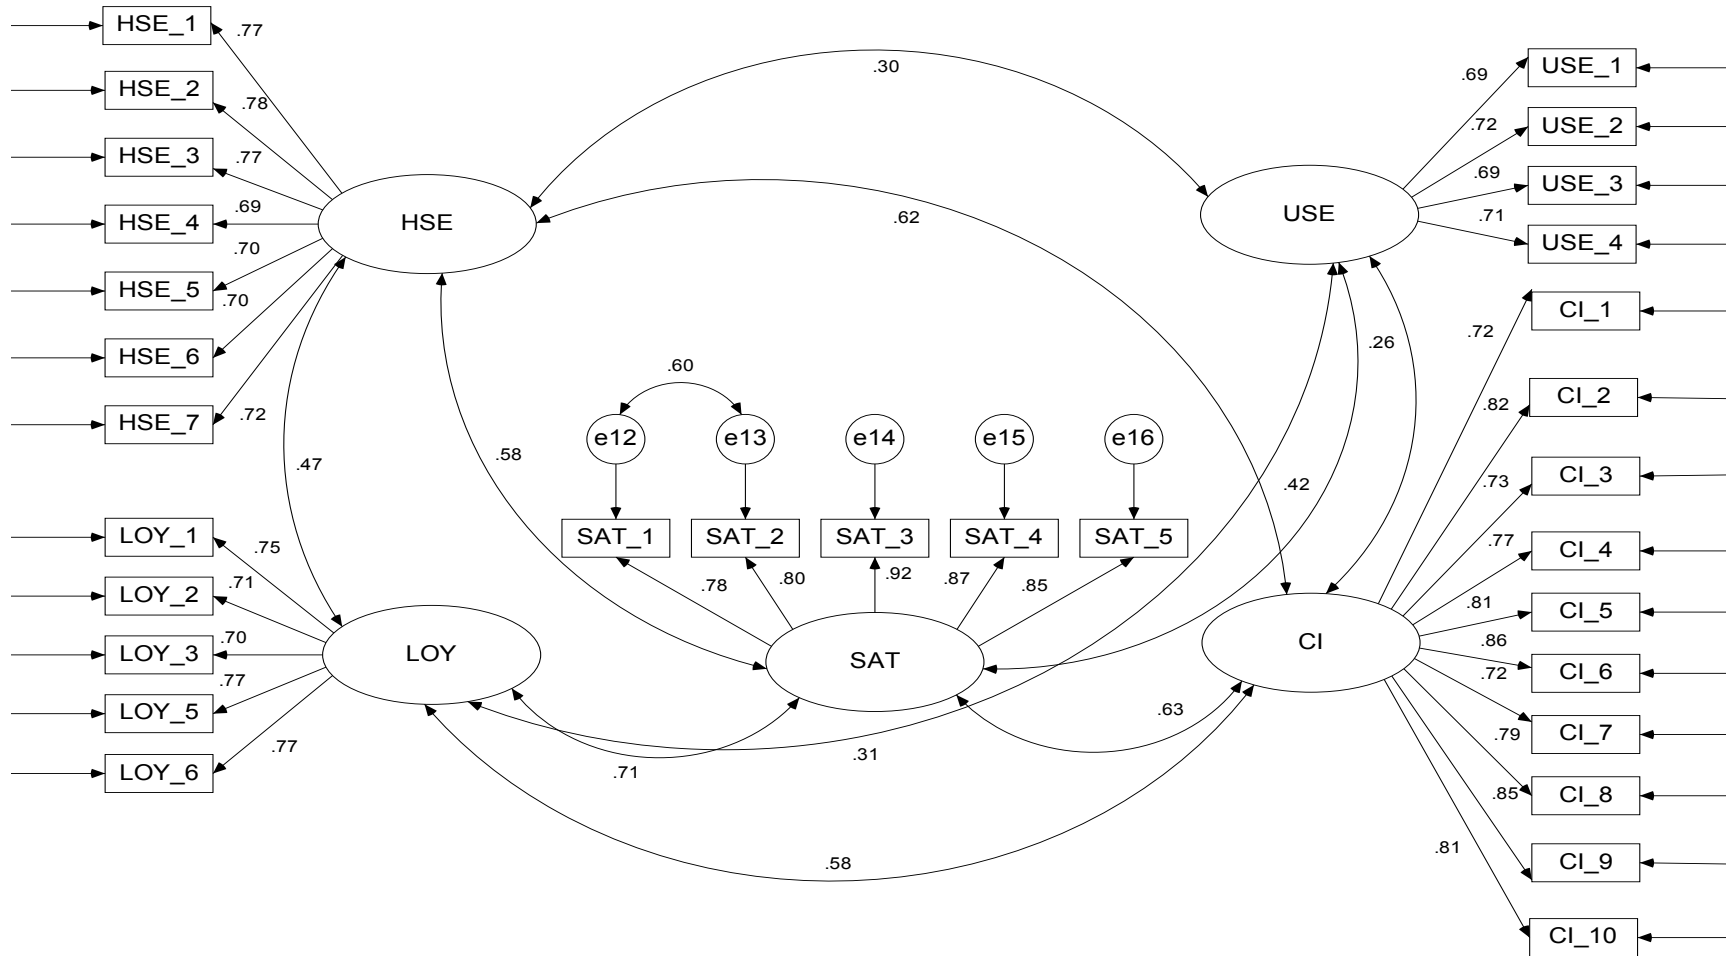 HSE_1
.77
HSE_2
.78
HSE_3
.77
HSE_4
.69
HSE_5
.70
HSE_6
.70
HSE_7
.72
HSE
.30
.62
USE
.69
USE_1
.72
USE_2
.69
USE_3
.71
USE_4
.26
.47
.58
.60
e12
e13
e14
e15
e16
SAT_1
SAT_2
SAT_3
SAT_4
SAT_5
.78
.80
.92
.87
.85
SAT
.42
LOY_1
.75
LOY_2
.71
LOY_3
.70
LOY_5
.77
LOY_6
.77
LOY
.71
.31
.63
.58
CI
.72
CI_1
.82
CI_2
.73
CI_3
.77
CI_4
.81
CI_5
.86
CI_6
.72
CI_7
.79
CI_8
.85
CI_9
.81
CI_10